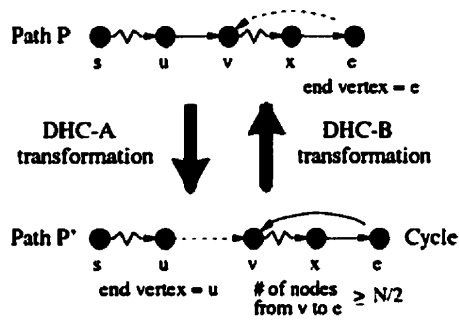 Path P
s u v x e
end vertex = e
DHC-A
transformation
DHC-B
transformation
Path P'
Cycle
s u v x e
end vertex = u
# of nodes
from v to e ≥ N/2